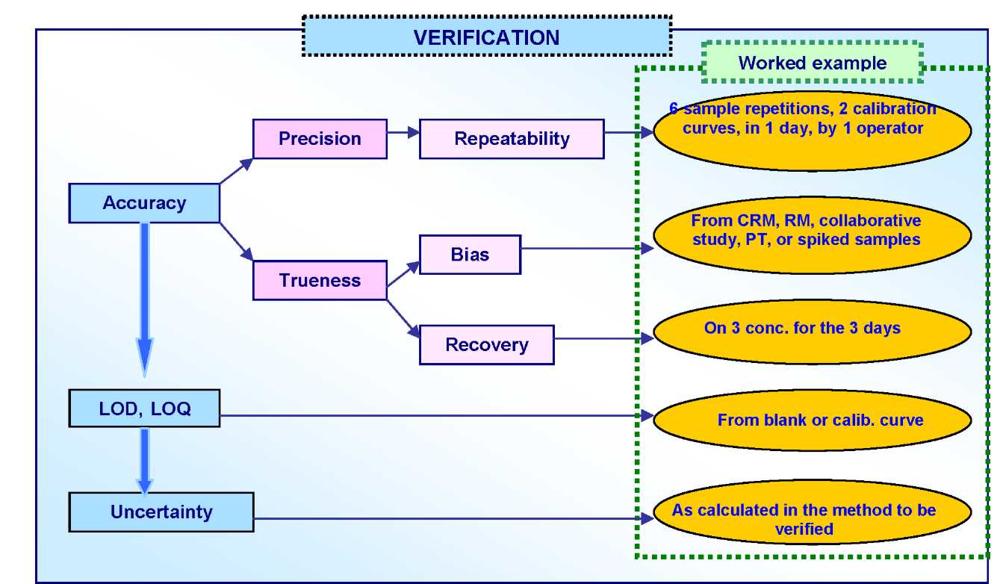 VERIFICATION
Worked example
6 sample repetitions, 2 calibration
curves, in 1 day, by 1 operator
Precision
Repeatability
Accuracy
From CRM, RM, collaborative
study, PT, or spiked samples
Bias
Trueness
On 3 conc. for the 3 days
Recovery
LOD, LOQ
From blank or calib. curve
Uncertainty
As calculated in the method to be
verified